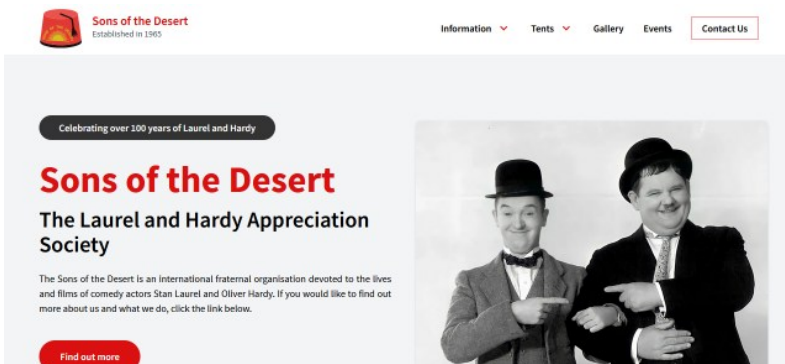 Sons of the Desert
Established in 1965
Information
Tents
Gallery
Events
Contact Us
Celebrating over 100 years of Laurel and Hardy
Sons of the Desert
The Laurel and Hardy Appreciation
Society
The Sons of the Desert is an international fraternal organisation devoted to the lives
and films of comedy actors Stan Laurel and Oliver Hardy. If you would like to find out
more about us and what we do, click the link below.
Find out more